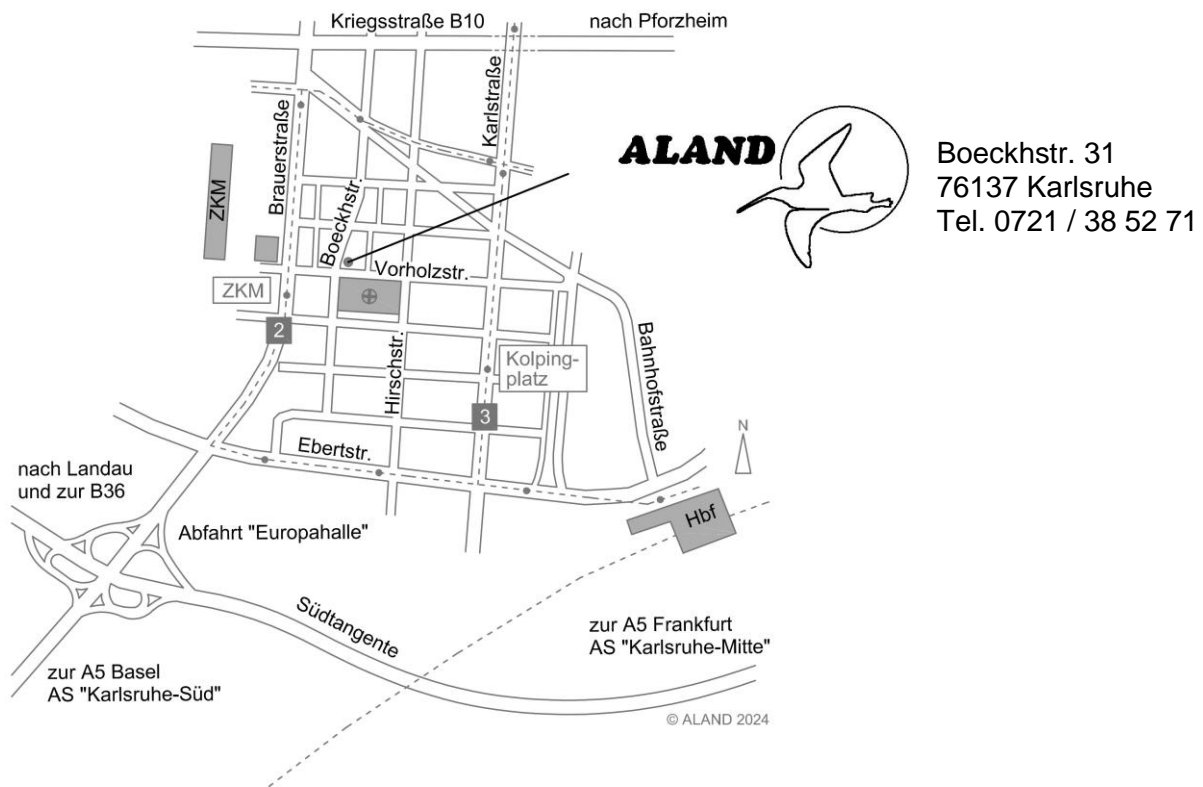 Kriegsstraße B10
nach Pforzheim
Karlstraße
Brauerstraße
ZKM
Boeckhstr.
ALAND
Boeckhstr. 31
76137 Karlsruhe
Tel. 0721 / 38 52 71
Vorholzstr.
ZKM
2
Hirschstr.
Kolping-
platz
3
Bahnhofstraße
Ebertstr.
N
nach Landau
und zur B36
Abfahrt "Europahalle"
Hbf
Südtangente
zur A5 Frankfurt
AS "Karlsruhe-Mitte"
zur A5 Basel
AS "Karlsruhe-Süd"
© ALAND 2024